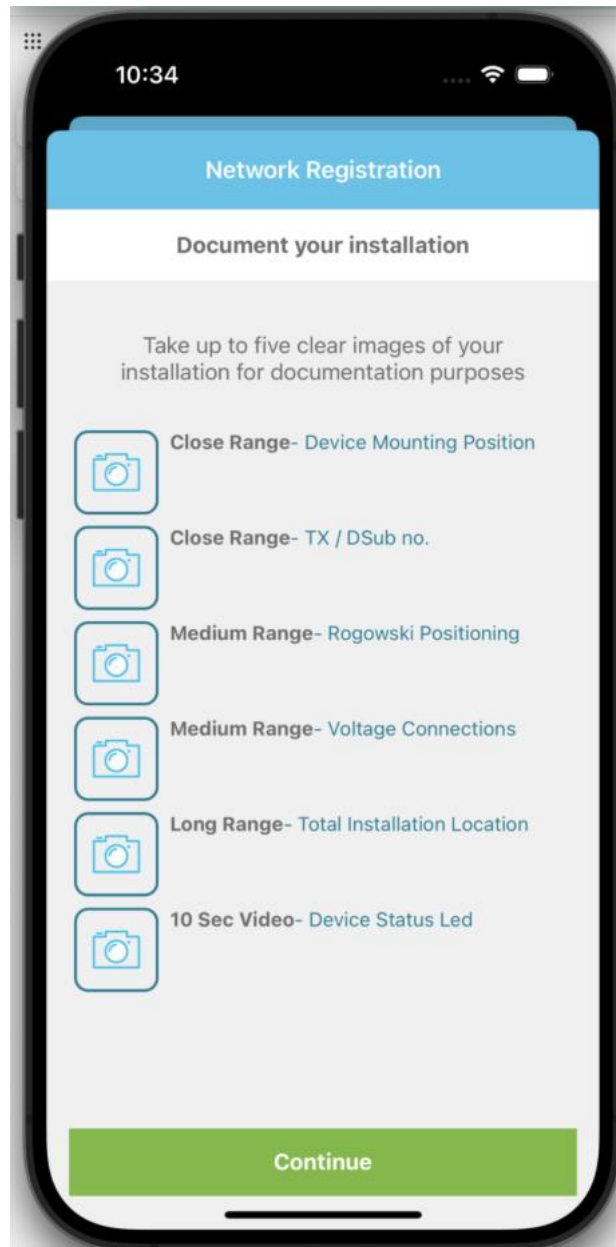 10:34
Network Registration
Document your installation
Take up to five clear images of your
installation for documentation purposes
Close Range- Device Mounting Position
Close Range- TX / DSub no.
Medium Range- Rogowski Positioning
Medium Range- Voltage Connections
Long Range- Total Installation Location
10 Sec Video- Device Status Led
Continue